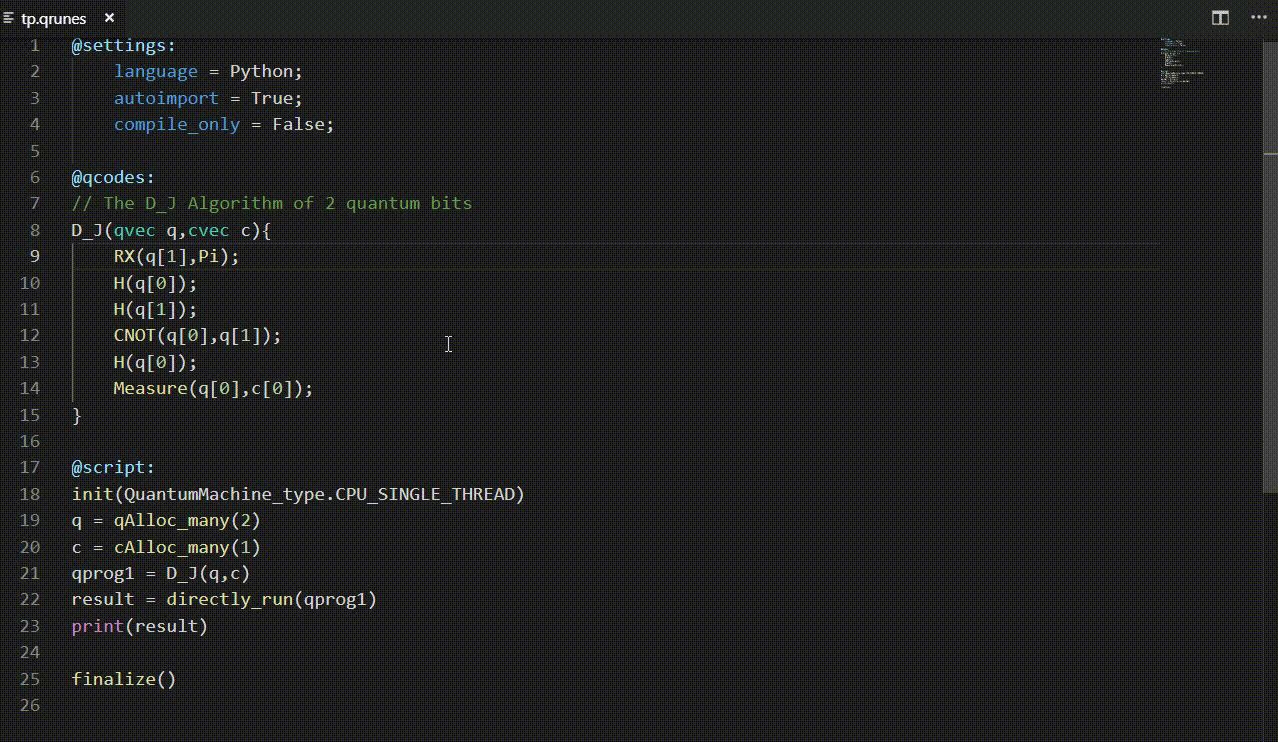 tp.qrunes ×
1 @settings:
2 language = Python;
3 autoimport = True;
4 compile_only = False;
5
6 @qcodes:
7 // The D_J Algorithm of 2 quantum bits
8 D_J(qvec q,cvec c){
9 RX(q[1],Pi);
10 H(q[0]);
11 H(q[1]);
12 CNOT(q[0],q[1]);
13 H(q[0]);
14 Measure(q[0],c[0]);
15 }
16
17 @script:
18 init(QuantumMachine_type.CPU_SINGLE_THREAD)
19 q = qAlloc_many(2)
20 c = cAlloc_many(1)
21 qprog1 = D_J(q,c)
22 result = directly_run(qprog1)
23 print(result)
24
25 finalize()
26